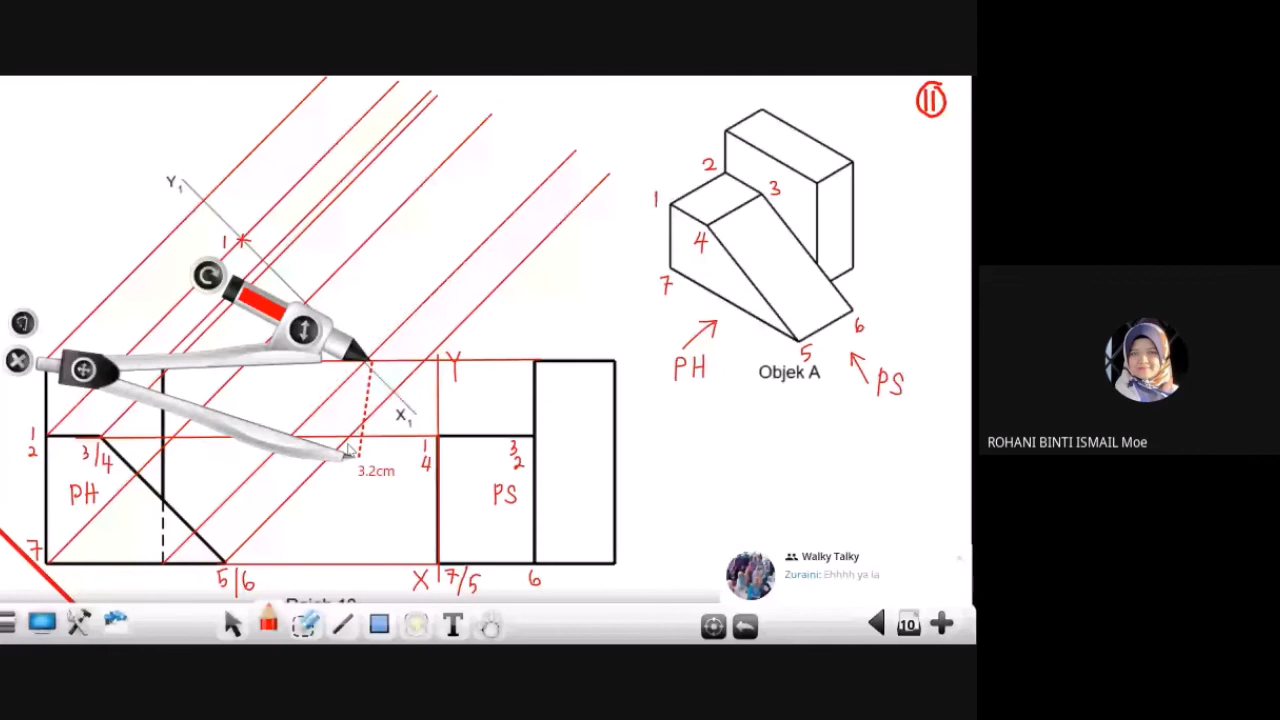 11
Y1
1
2
3
1
4
7
6
5
PH
PS
Objek A
Y
X1
3.2cm
1
2
3/4
1
4
3
2
PH
PS
7
5/6
X
7/5
6
ROHANI BINTI ISMAIL Moe
Walky Talky
Zuraini: Ehhhh ya la
T
10